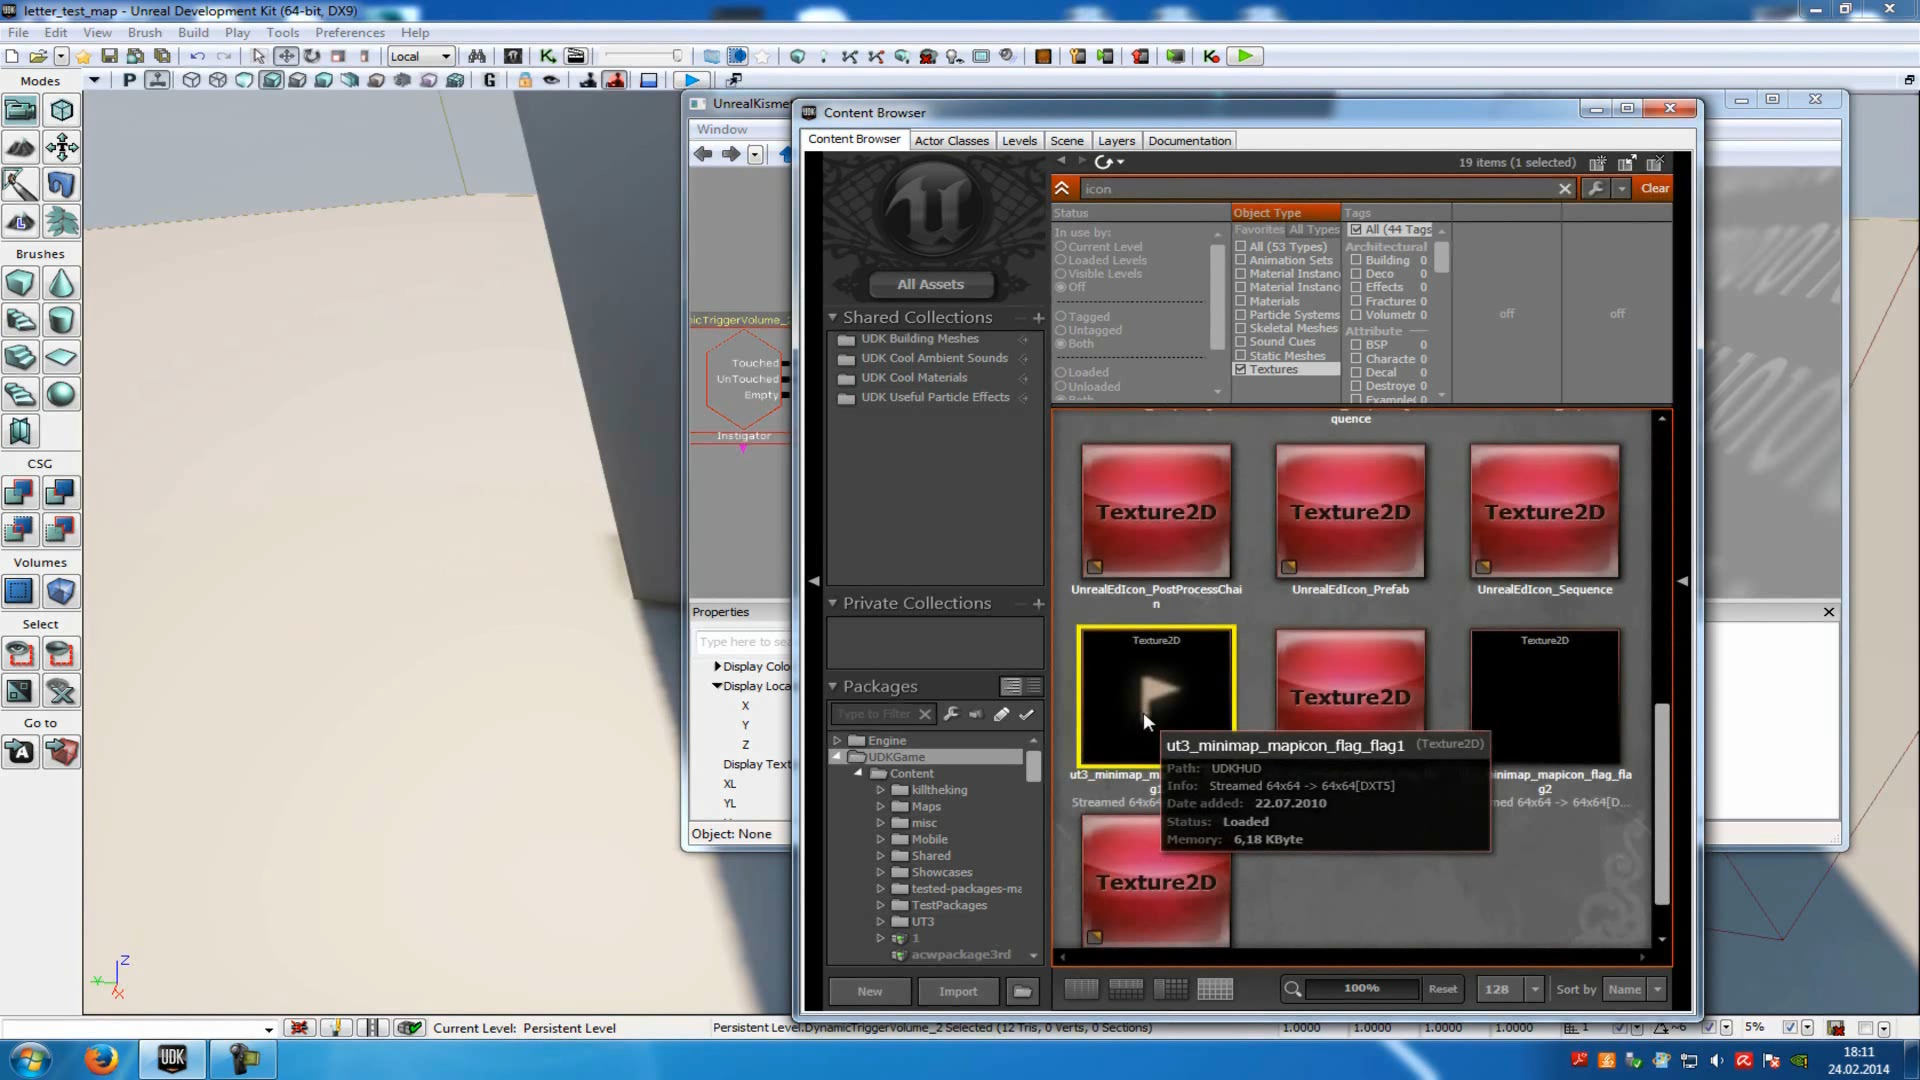 letter_test_map - Unreal Development Kit (64-bit, DX9)
File Edit View Brush Build Play Tools Preferences Help
Local
Modes
P
G
UnrealKisme
Window
Content Browser
Content Browser Actor Classes Levels Scene Layers Documentation
19 items (1 selected)
icon
Clear
All Assets
Status
In use by:
Current Level
Loaded Levels
Visible Levels
Off
Tagged
Untagged
Both
Loaded
Unloaded
Both
Object Type
Favorites All Types
All (53 Types)
Animation Sets
Material Instanc
Material Instanc
Materials
Particle Systems
Skeletal Meshes
Sound Cues
Static Meshes
Textures
Tags
All (44 Tags
Architectural
Building 0
Deco 0
Effects 0
Fractures 0
Volumetr 0
Attribute
BSP 0
Characte 0
Decal 0
Destroye 0
Example( 0
off
off
Shared Collections
UDK Building Meshes
UDK Cool Ambient Sounds
UDK Cool Materials
UDK Useful Particle Effects
Private Collections
Packages
Type to Filter
Engine
UDKGame
Content
killtheking
Maps
misc
Mobile
Shared
Showcases
tested-packages-ma
TestPackages
UT3
1
acwpackage3rd
New
Import
quence
Texture2D
Texture2D
Texture2D
UnrealEdIcon_PostProcessChai
n
UnrealEdIcon_Prefab
UnrealEdIcon_Sequence
Texture2D
Texture2D
Texture2D
ut3_minimap_m
g1
Streamed 64x6
inimap_mapicon_flag_fla
g2
ned 64x64 -> 64x64[D...
ut3_minimap_mapicon_flag_flag1 (Texture2D)
Path: UDKHUD
Info: Streamed 64x64 -> 64x64[DXT5]
Date added: 22.07.2010
Status: Loaded
Memory: 6,18 KByte
Texture2D
100%
Reset
128
Sort by Name
Brushes
Volumes
Select
Go to
icTriggerVolume_2
Touched
UnTouched
Empty
Instigator
Properties
Type here to sea
Display Colo
Display Loca
X
Y
Z
Display Text
XL
YL
Object: None
Z
Y
X
Current Level: Persistent Level
Persistent Level.DynamicTriggerVolume_2 Selected (12 Tris, 0 Verts, 0 Sections)
1.0000 1.0000 1.0000 1.0000
1
5%
UDK
18:11
24.02.2014